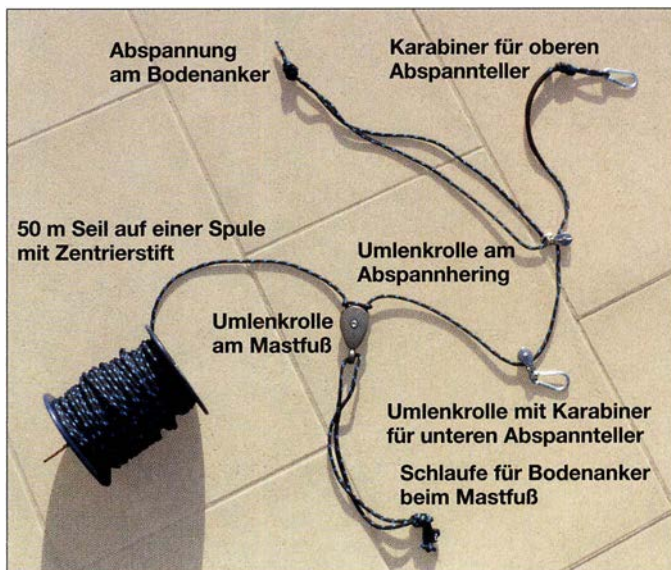 Abspannung
am Bodenanker
Karabiner für oberen
Abspannteller
50 m Seil auf einer Spule
mit Zentrierstift
Umlenkrolle am
Abspannhering
Umlenkrolle
am Mastfuß
Umlenkrolle mit Karabiner
für unteren Abspannteller
Schlaufe für Bodenanker
beim Mastfuß